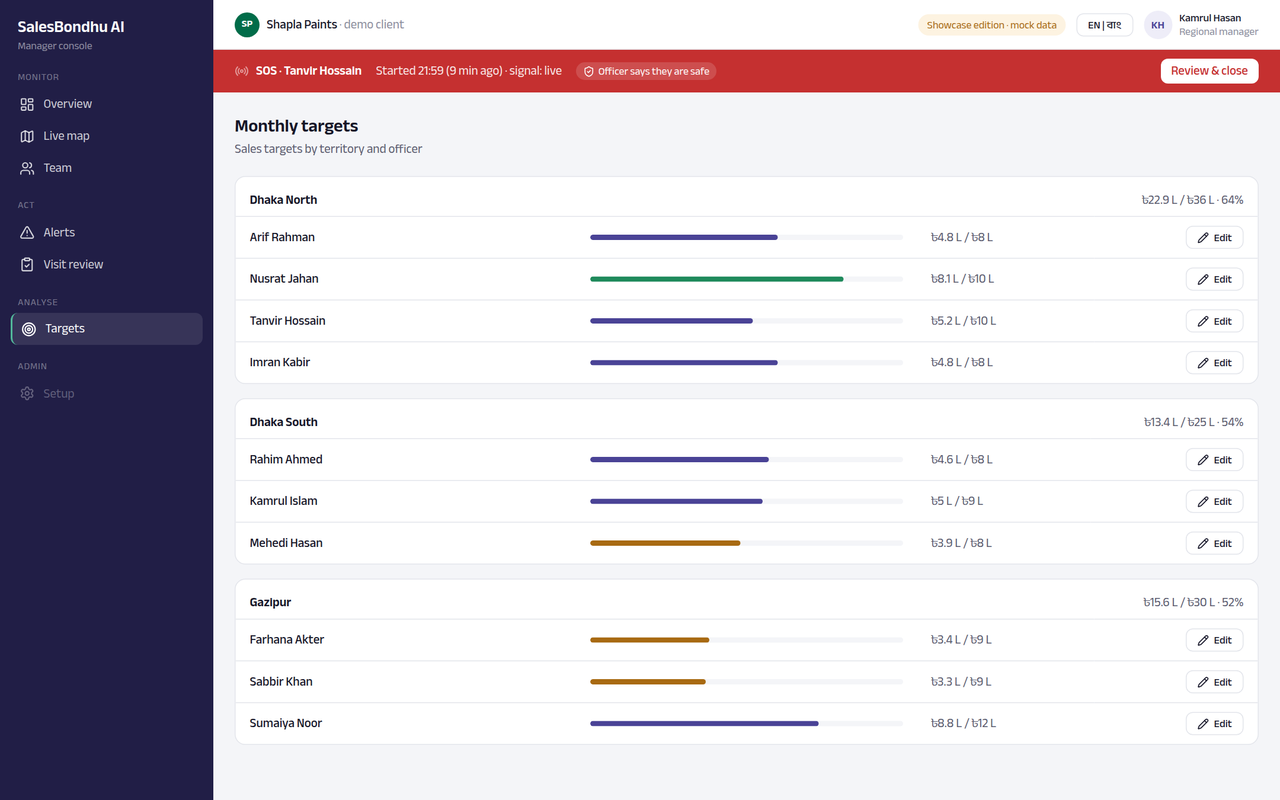 SalesBondhu AI
Manager console
MONITOR
Overview
Live map
Team
ACT
Alerts
Visit review
ANALYSE
Targets
ADMIN
Setup
SP Shapla Paints · demo client
Showcase edition · mock data
EN | বাং
KH
Kamrul Hasan
Regional manager
SOS · Tanvir Hossain Started 21:59 (9 min ago) · signal: live Officer says they are safe Review & close
Monthly targets
Sales targets by territory and officer
Dhaka North ৳22.9 L / ৳36 L · 64%
Arif Rahman ৳4.8 L / ৳8 L Edit
Nusrat Jahan ৳8.1 L / ৳10 L Edit
Tanvir Hossain ৳5.2 L / ৳10 L Edit
Imran Kabir ৳4.8 L / ৳8 L Edit
Dhaka South ৳13.4 L / ৳25 L · 54%
Rahim Ahmed ৳4.6 L / ৳8 L Edit
Kamrul Islam ৳5 L / ৳9 L Edit
Mehedi Hasan ৳3.9 L / ৳8 L Edit
Gazipur ৳15.6 L / ৳30 L · 52%
Farhana Akter ৳3.4 L / ৳9 L Edit
Sabbir Khan ৳3.3 L / ৳9 L Edit
Sumaiya Noor ৳8.8 L / ৳12 L Edit